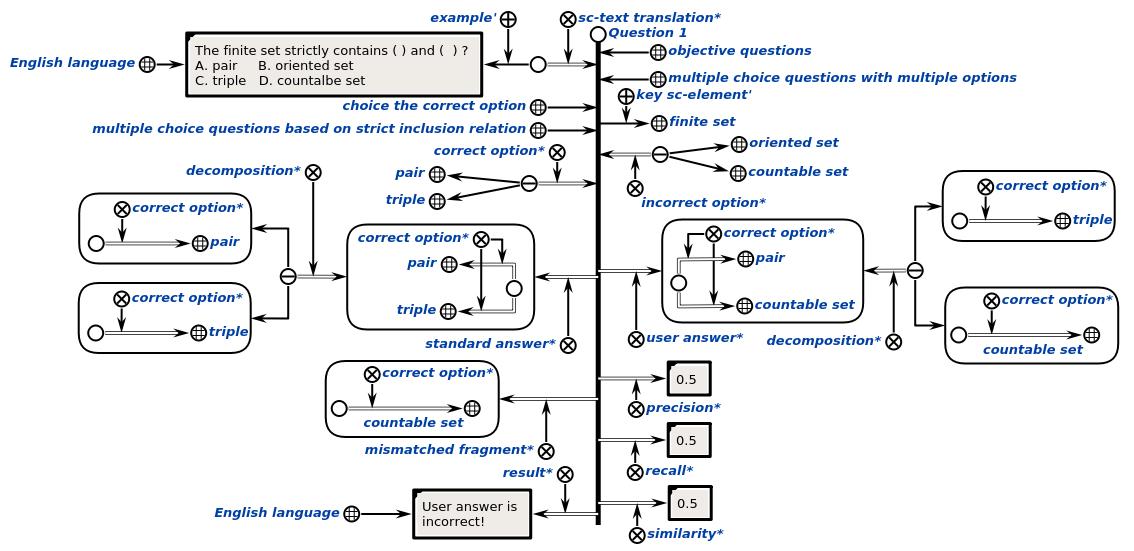 example'
sc-text translation*
Question 1
English language
The finite set strictly contains ( ) and (  ) ?
A. pair     B. oriented set
C. triple   D. countalbe set
objective questions
multiple choice questions with multiple options
key sc-element'
choice the correct option
finite set
multiple choice questions based on strict inclusion relation
correct option*
oriented set
pair
countable set
triple
incorrect option*
decomposition*
correct option*
pair
correct option*
triple
correct option*
pair
triple
standard answer*
correct option*
pair
countable set
user answer*
decomposition*
correct option*
triple
correct option*
countable set
correct option*
countable set
mismatched fragment*
0.5
precision*
0.5
recall*
result*
English language
User answer is
incorrect!
0.5
similarity*